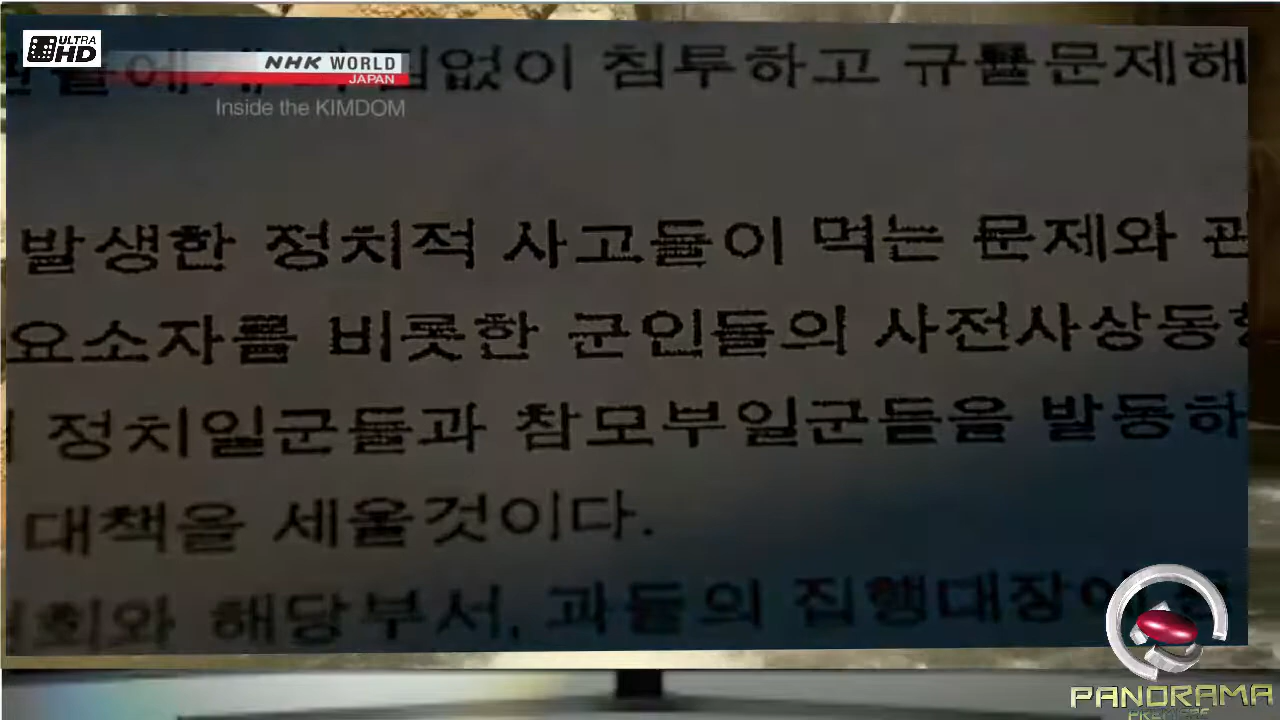 ULTRA HD
NHK WORLD
JAPAN
Inside the KIMDOM
없이 침투하고 규률문제해
발생한 정치적 사고들이 먹는 문제와
요소자를 비롯한 군인들의 사전사상동향
정치일군들과 참모부일군들을 발동하
대책을 세울것이다.
해당부서, 과들의 집행대장에
PANORAMA